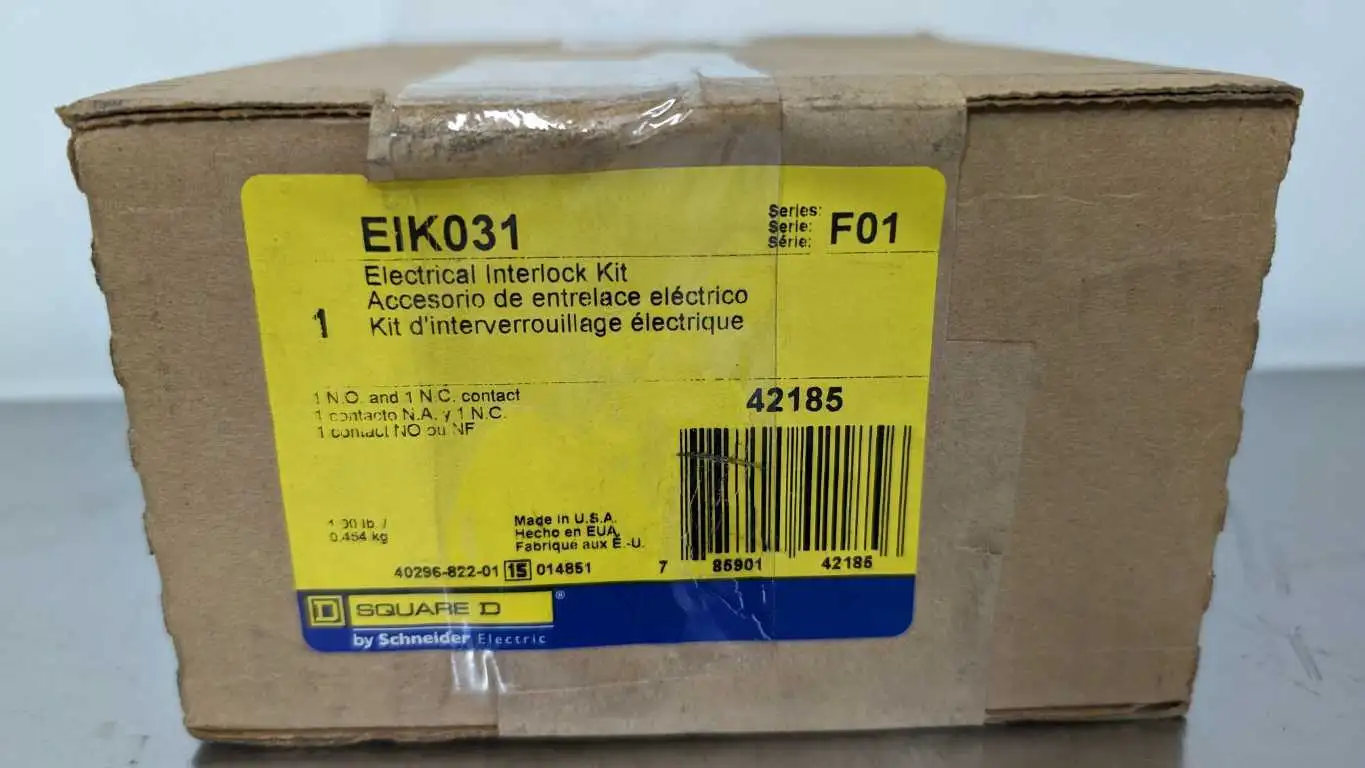 EIK031
Series:
Serie:
Série:
F01
Electrical Interlock Kit
Accesorio de entrelace eléctrico
1 Kit d'interverrouillage électrique
1 N.O. and 1 N.C. contact
1 contacto N.A. y 1 N.C.
1 contact NO ou NF
42185
1.00 lb. /
0.454 kg
Made in U.S.A.
Hecho en EUA
Fabriqué aux É.-U.
40296-822-01 15 014851
7 85901 42185
D SQUARE D ®
by Schneider Electric